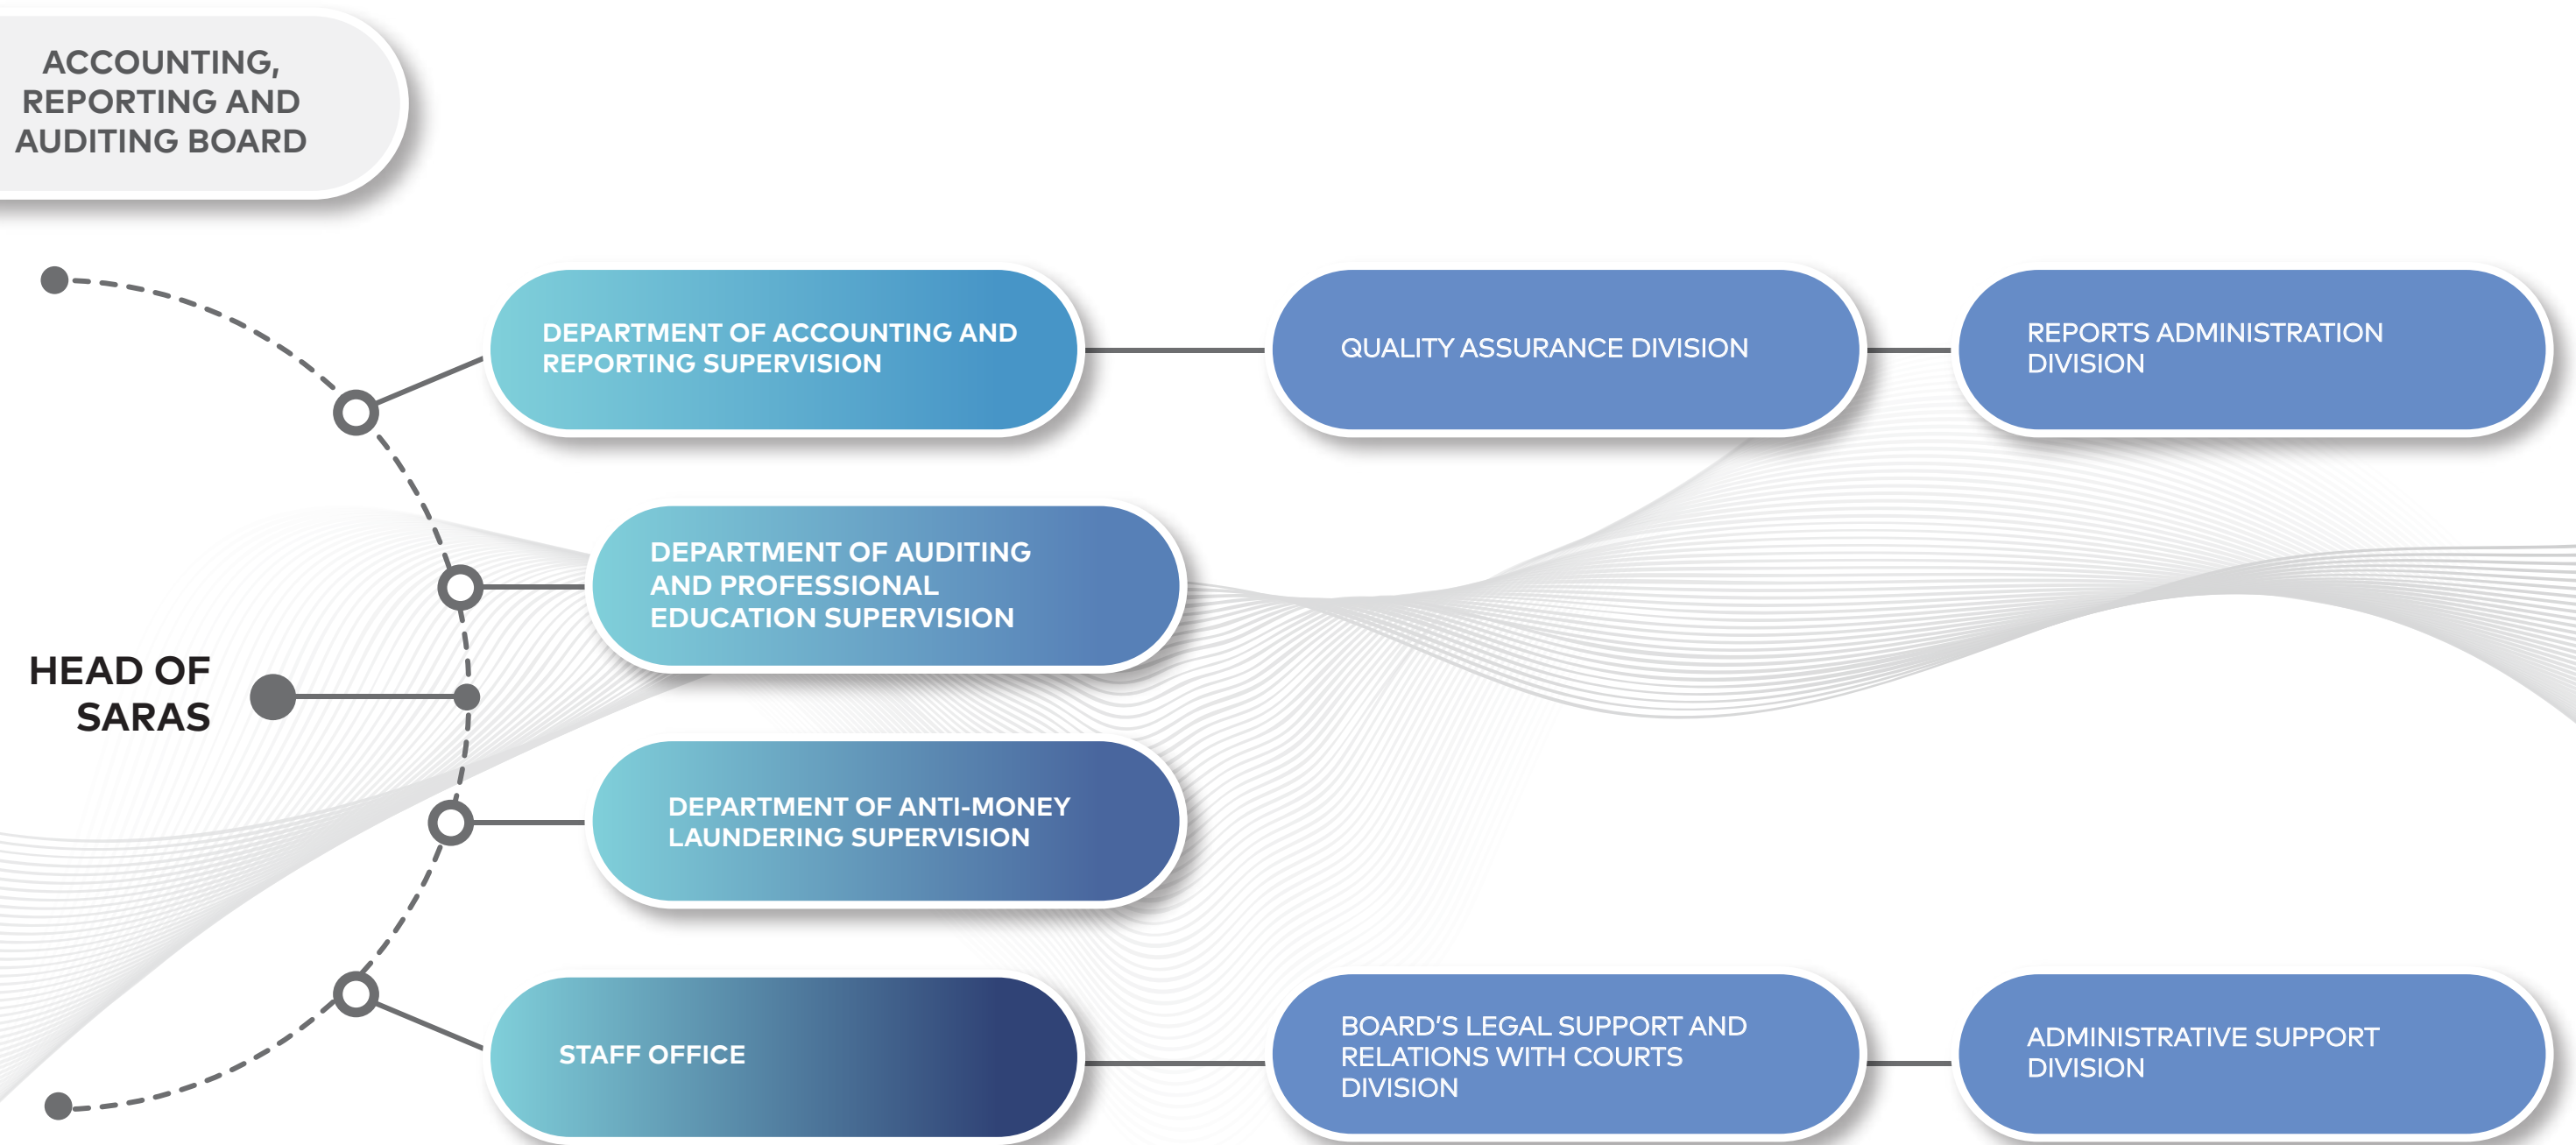 ACCOUNTING,
REPORTING AND
AUDITING BOARD
DEPARTMENT OF ACCOUNTING AND
REPORTING SUPERVISION
QUALITY ASSURANCE DIVISION
REPORTS ADMINISTRATION
DIVISION
DEPARTMENT OF AUDITING
AND PROFESSIONAL
EDUCATION SUPERVISION
HEAD OF
SARAS
DEPARTMENT OF ANTI-MONEY
LAUNDERING SUPERVISION
STAFF OFFICE
BOARD’S LEGAL SUPPORT AND
RELATIONS WITH COURTS
DIVISION
ADMINISTRATIVE SUPPORT
DIVISION